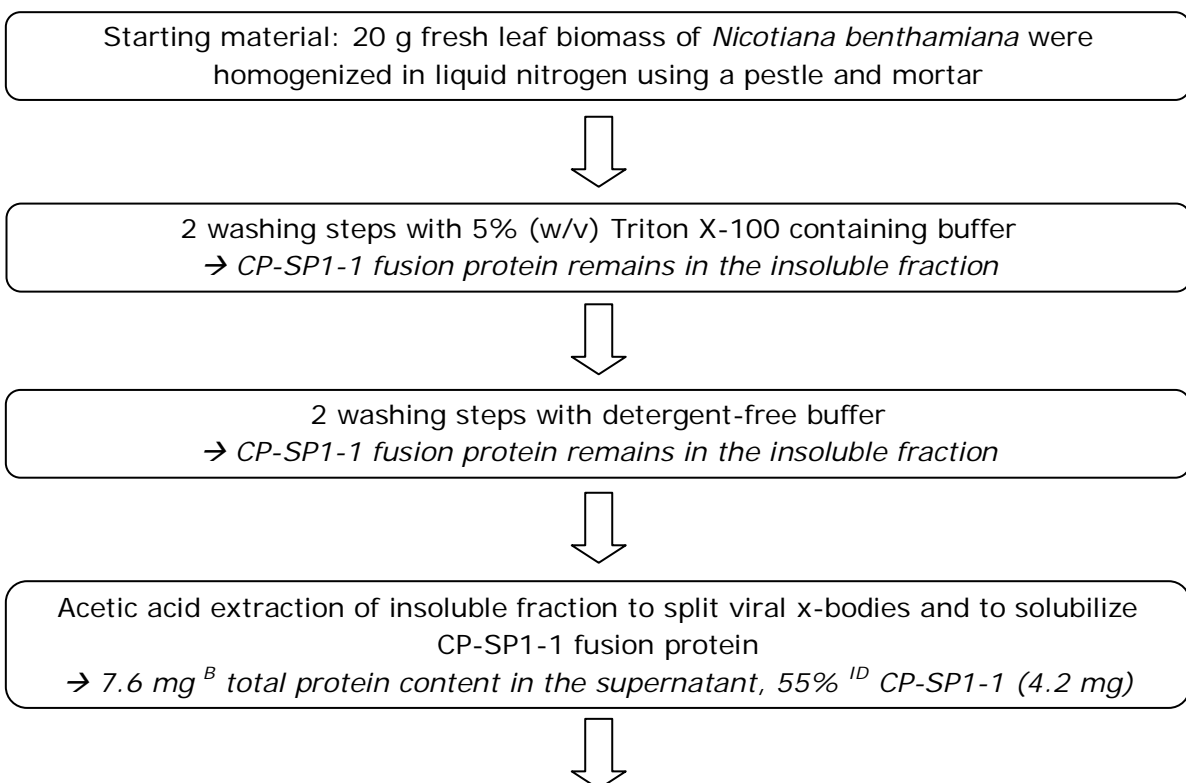 Starting material: 20 g fresh leaf biomass of Nicotiana benthamiana were
homogenized in liquid nitrogen using a pestle and mortar
2 washing steps with 5% (w/v) Triton X-100 containing buffer
→ CP-SP1-1 fusion protein remains in the insoluble fraction
2 washing steps with detergent-free buffer
→ CP-SP1-1 fusion protein remains in the insoluble fraction
Acetic acid extraction of insoluble fraction to split viral x-bodies and to solubilize
CP-SP1-1 fusion protein
→ 7.6 mg B total protein content in the supernatant, 55% ID CP-SP1-1 (4.2 mg)